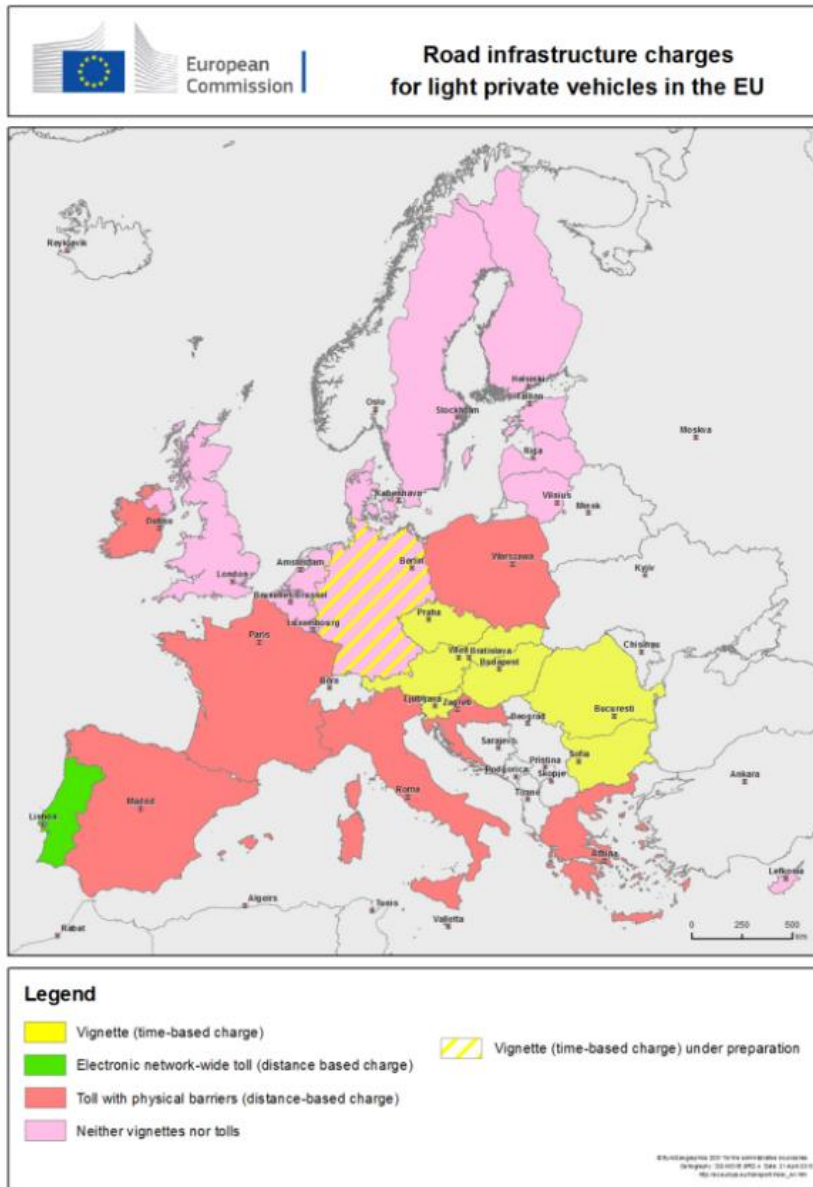 European
Commission
Road infrastructure charges
for light private vehicles in the EU
Reykjavik
Helsinki
Tallinn
Oslo
Stockholm
Moskva
Riga
København
Vilnius
Minsk
Dublin
Amsterdam
Berlin
Warszawa
London
Kyiv
Luxembourg
Praha
Paris
Wien
Bratislava
Chisinau
Budapest
Bern
Ljubljana
Zagreb
Bucuresti
Beograd
Sarajevo
Pristina
Sofia
Podgorica
Skopje
Ankara
Roma
Tirane
Madrid
Lisboa
Athina
Lefkosia
Algiers
Tunis
Valletta
Rabat
0 250 500
km
Legend
Vignette (time-based charge)
Vignette (time-based charge) under preparation
Electronic network-wide toll (distance based charge)
Toll with physical barriers (distance-based charge)
Neither vignettes nor tolls